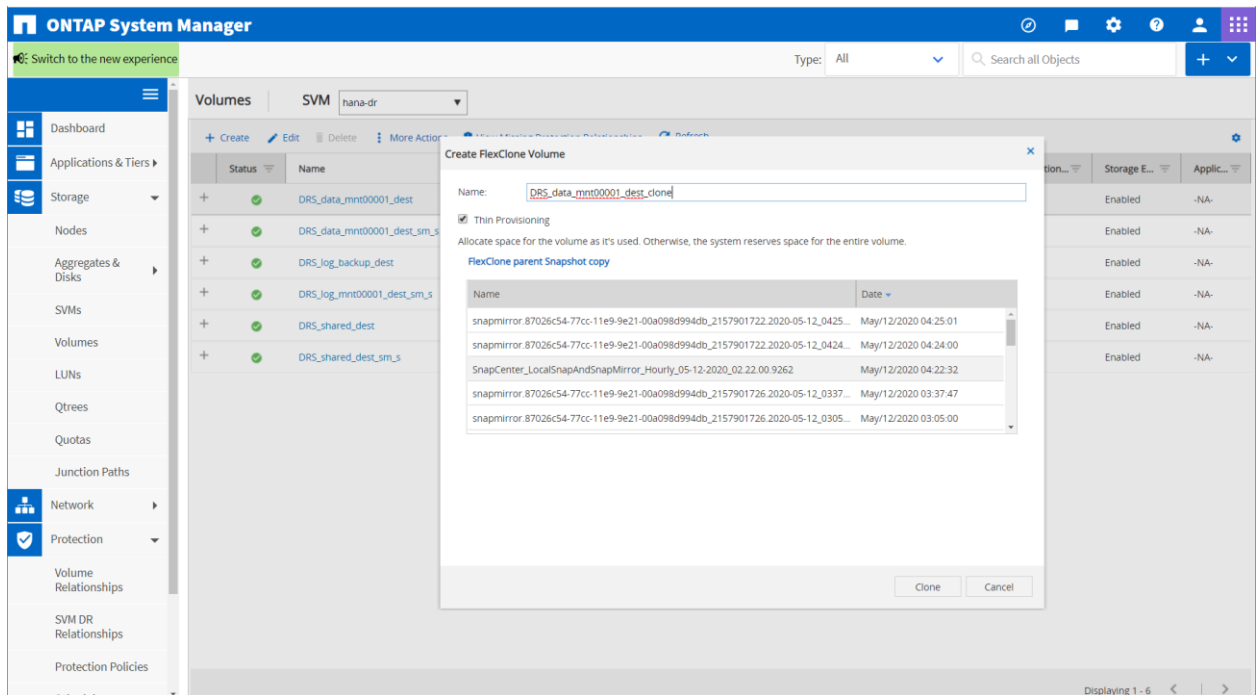 ONTAP System Manager
Switch to the new experience
Type: All
Search all Objects
Volumes SVM hana-dr
+ Create Edit Delete More Actions View Missing Protection Relationships Refresh
Status Name tion... Storage E... Applic...
DRS_data_mnt00001_dest Enabled -NA-
DRS_data_mnt00001_dest_sm_s Enabled -NA-
DRS_log_backup_dest Enabled -NA-
DRS_log_mnt00001_dest_sm_s Enabled -NA-
DRS_shared_dest Enabled -NA-
DRS_shared_dest_sm_s Enabled -NA-
Dashboard
Applications & Tiers
Storage
Nodes
Aggregates &
Disks
SVMs
Volumes
LUNs
Qtrees
Quotas
Junction Paths
Network
Protection
Volume
Relationships
SVM DR
Relationships
Protection Policies
Create FlexClone Volume
Name: DRS_data_mnt00001_dest_clone
Thin Provisioning
Allocate space for the volume as it's used. Otherwise, the system reserves space for the entire volume.
FlexClone parent Snapshot copy
Name Date
snapmirror.87026c54-77cc-11e9-9e21-00a098d994db_2157901722.2020-05-12_0425... May/12/2020 04:25:01
snapmirror.87026c54-77cc-11e9-9e21-00a098d994db_2157901722.2020-05-12_0424... May/12/2020 04:24:00
SnapCenter_LocalSnapAndSnapMirror_Hourly_05-12-2020_02.22.00.9262 May/12/2020 04:22:32
snapmirror.87026c54-77cc-11e9-9e21-00a098d994db_2157901726.2020-05-12_0337... May/12/2020 03:37:47
snapmirror.87026c54-77cc-11e9-9e21-00a098d994db_2157901726.2020-05-12_0305... May/12/2020 03:05:00
Clone Cancel
Displaying 1 - 6